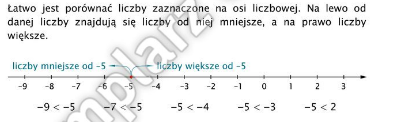 Łatwo jest porównać liczby zaznaczone na osi liczbowej. Na lewo od
danej liczby znajdują się liczby od niej mniejsze, a na prawo liczby
większe.
liczby mniejsze od –5 liczby większe od –5
–9 –8 –7 –6 –5 –4 –3 –2 –1 0 1 2 3
–9 < –5 –7 < –5 –5 < –4 –5 < –3 –5 < 2